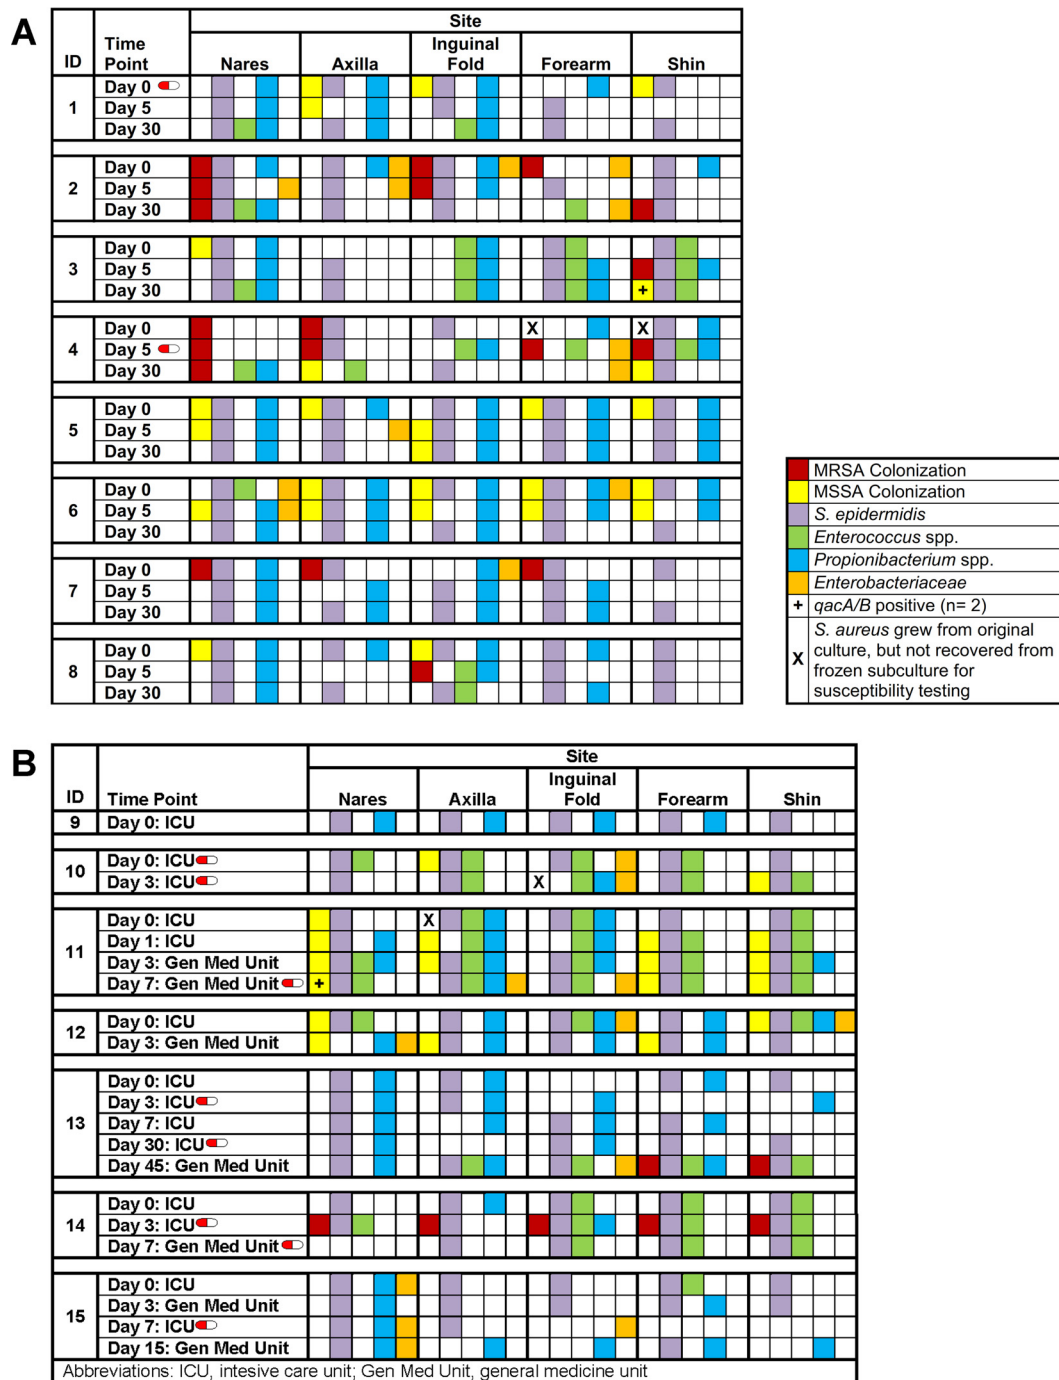 A
Site
ID
Time Point
Nares
Axilla
Inguinal Fold
Forearm
Shin
1
Day 0
Day 5
Day 30
2
Day 0
Day 5
Day 30
3
Day 0
Day 5
Day 30
+
4
Day 0
X
X
Day 5
Day 30
5
Day 0
Day 5
Day 30
6
Day 0
Day 5
Day 30
7
Day 0
Day 5
Day 30
8
Day 0
Day 5
Day 30
MRSA Colonization
MSSA Colonization
S. epidermidis
Enterococcus spp.
Propionibacterium spp.
Enterobacteriaceae
+ qacA/B positive (n= 2)
X
S. aureus grew from original
culture, but not recovered from
frozen subculture for
susceptibility testing
B
Site
ID
Time Point
Nares
Axilla
Inguinal Fold
Forearm
Shin
9
Day 0: ICU
10
Day 0: ICU
Day 3: ICU
X
11
Day 0: ICU
X
Day 1: ICU
Day 3: Gen Med Unit
Day 7: Gen Med Unit
+
12
Day 0: ICU
Day 3: Gen Med Unit
13
Day 0: ICU
Day 3: ICU
Day 7: ICU
Day 30: ICU
Day 45: Gen Med Unit
14
Day 0: ICU
Day 3: ICU
Day 7: Gen Med Unit
15
Day 0: ICU
Day 3: Gen Med Unit
Day 7: ICU
Day 15: Gen Med Unit
Abbreviations: ICU, intesive care unit; Gen Med Unit, general medicine unit